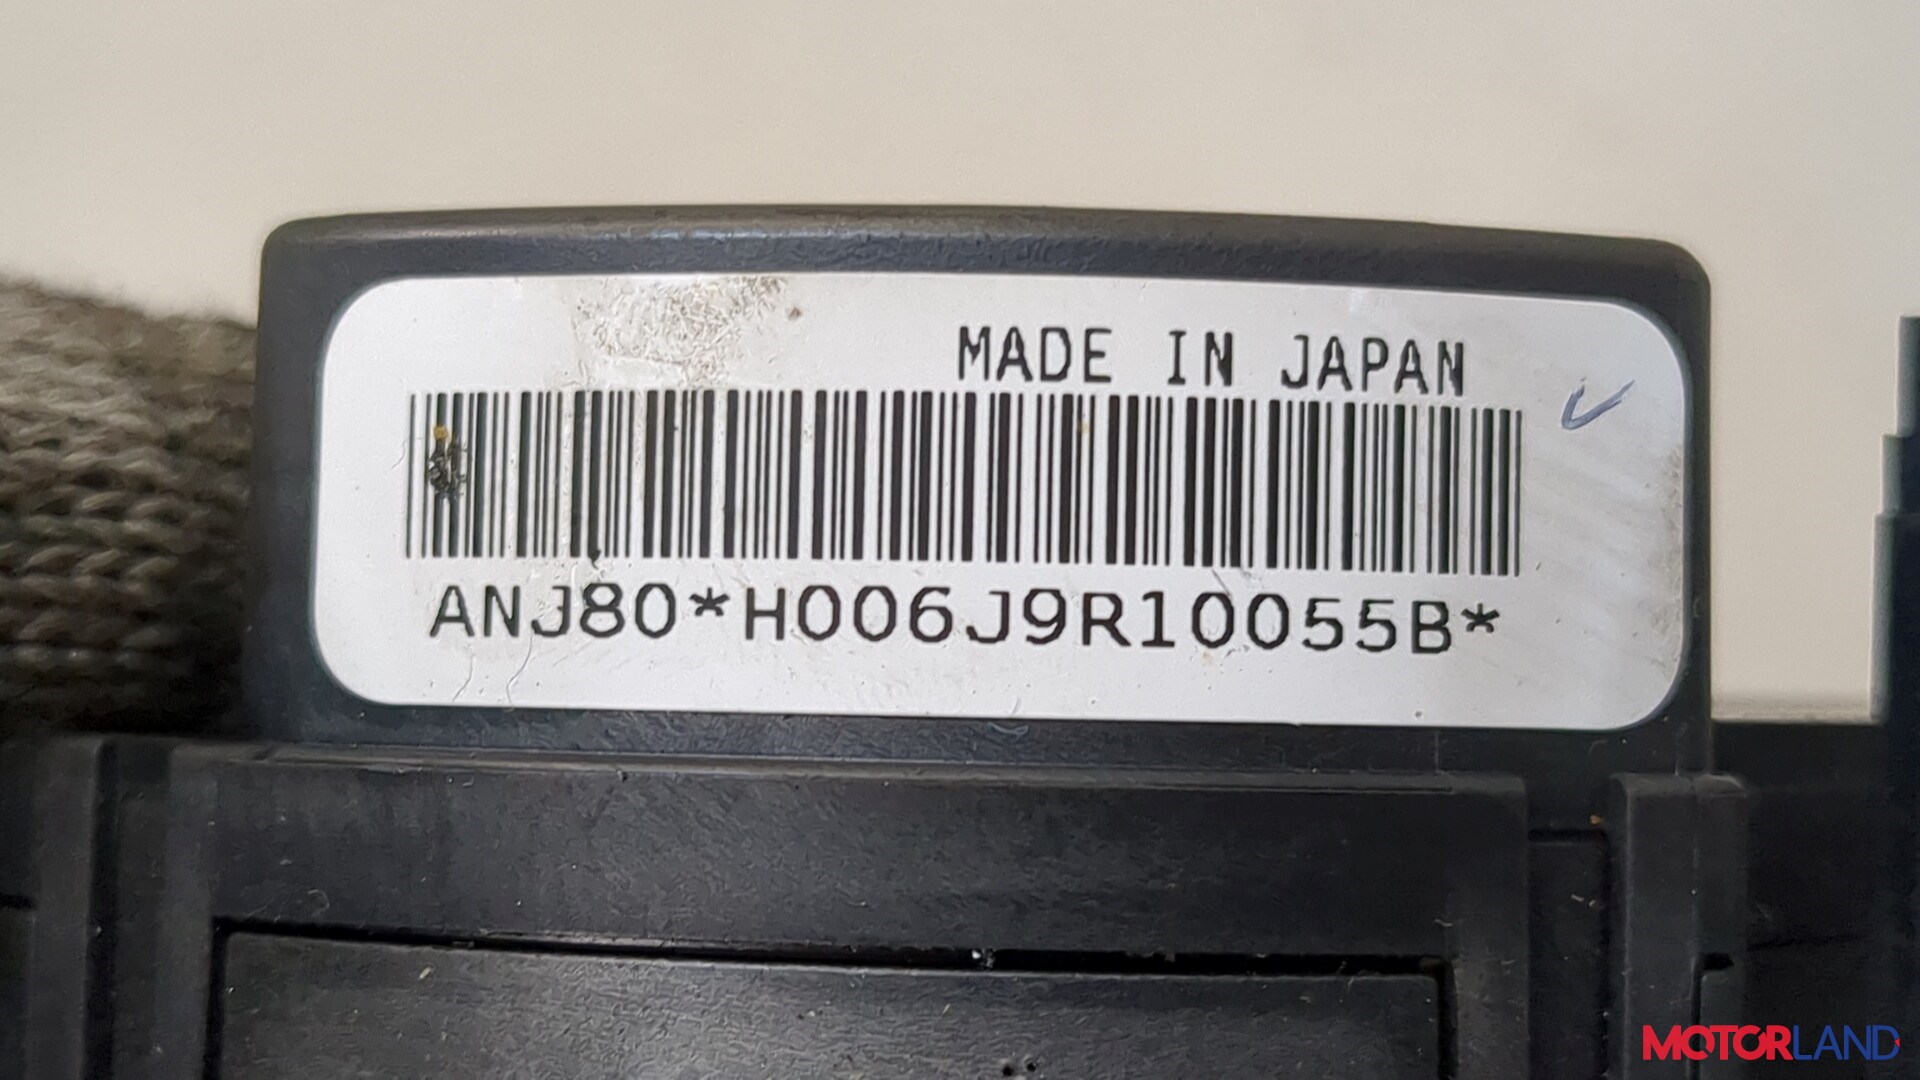 MADE IN JAPAN
ANJ80*H006J9R10055B*
MOTORLAND